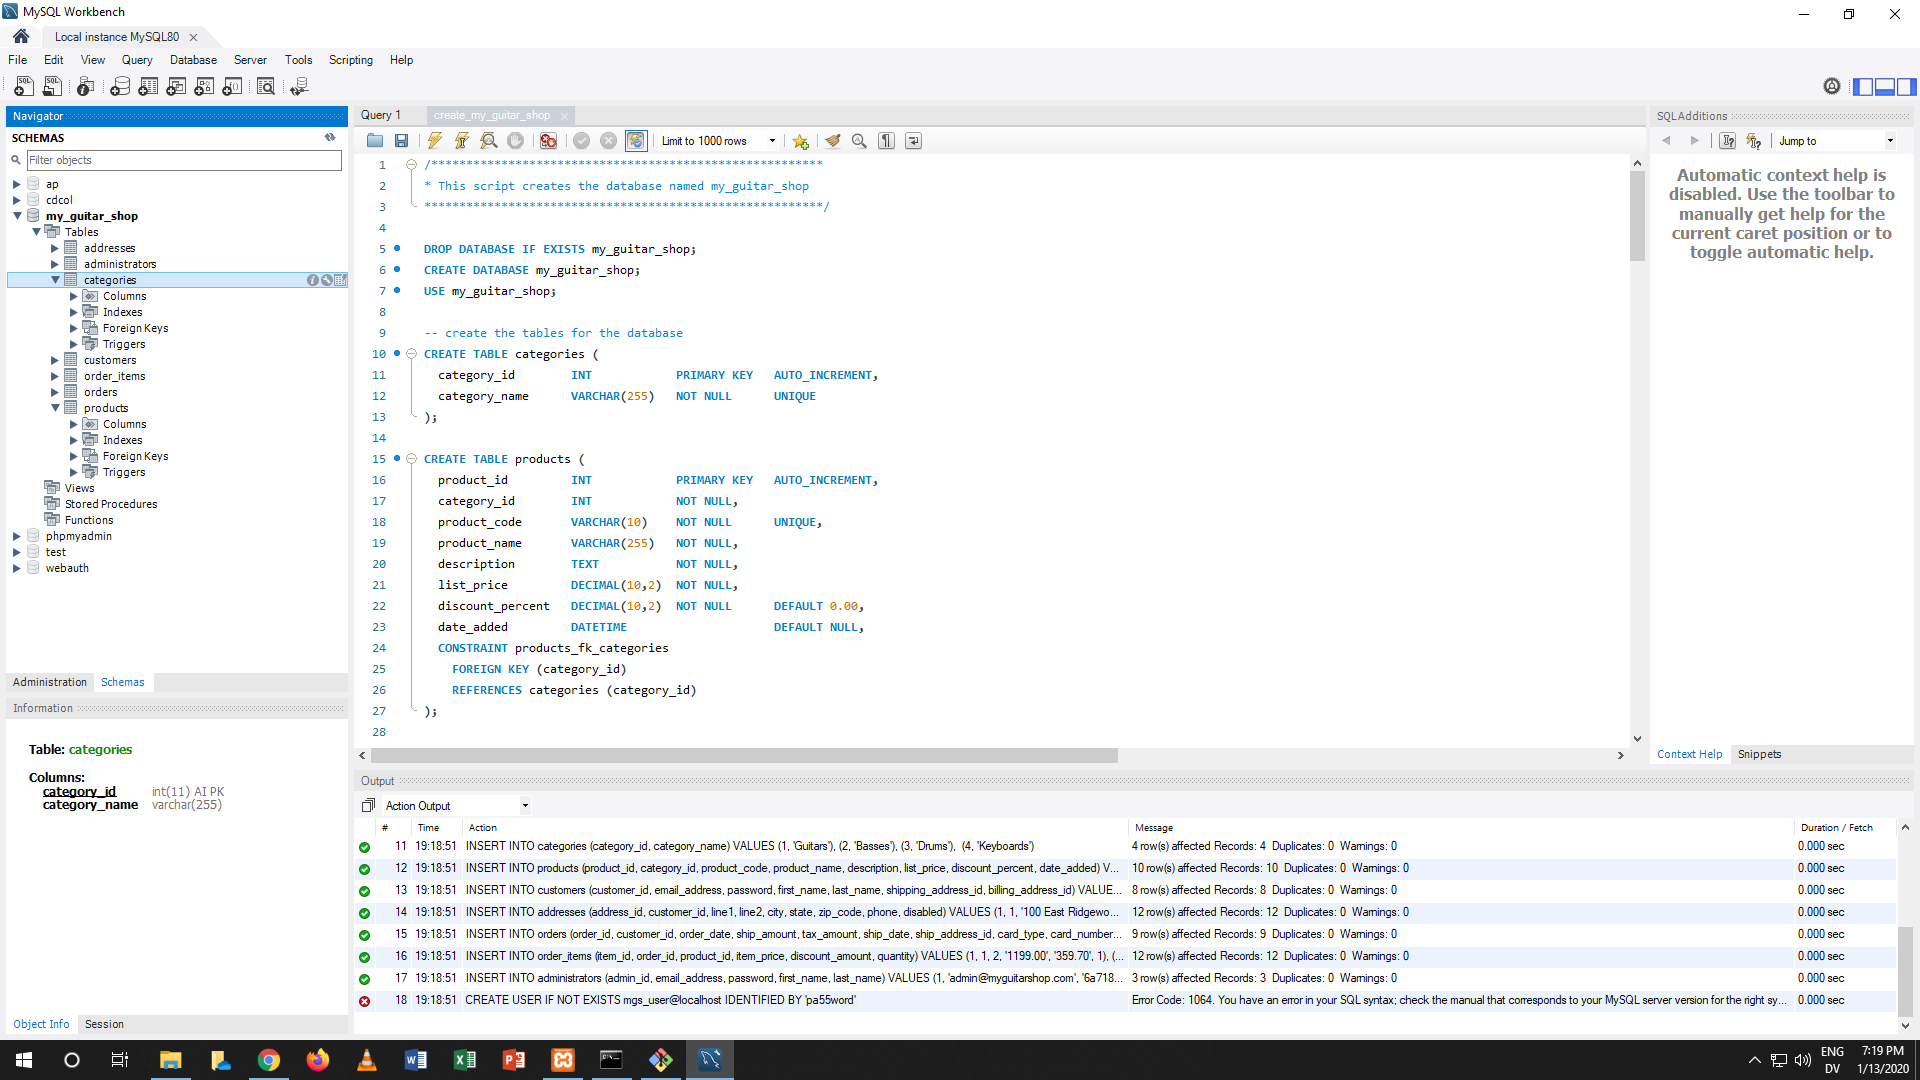 MySQL Workbench
Local instance MySQL80
File Edit View Query Database Server Tools Scripting Help
Navigator
SCHEMAS
Filter objects
ap
cdcol
my_guitar_shop
Tables
addresses
administrators
categories
Columns
Indexes
Foreign Keys
Triggers
customers
order_items
orders
products
Columns
Indexes
Foreign Keys
Triggers
Views
Stored Procedures
Functions
phpmyadmin
test
webauth
Administration Schemas
Information
Table: categories
Columns:
category_id int(11) AI PK
category_name varchar(255)
Object Info Session
Query 1 create_my_guitar_shop
Limit to 1000 rows
1 /********************************************************
2 * This script creates the database named my_guitar_shop
3 *********************************************************/
4
5 DROP DATABASE IF EXISTS my_guitar_shop;
6 CREATE DATABASE my_guitar_shop;
7 USE my_guitar_shop;
8
9 -- create the tables for the database
10 CREATE TABLE categories (
11 category_id INT PRIMARY KEY AUTO_INCREMENT,
12 category_name VARCHAR(255) NOT NULL UNIQUE
13 );
14
15 CREATE TABLE products (
16 product_id INT PRIMARY KEY AUTO_INCREMENT,
17 category_id INT NOT NULL,
18 product_code VARCHAR(10) NOT NULL UNIQUE,
19 product_name VARCHAR(255) NOT NULL,
20 description TEXT NOT NULL,
21 list_price DECIMAL(10,2) NOT NULL,
22 discount_percent DECIMAL(10,2) NOT NULL DEFAULT 0.00,
23 date_added DATETIME DEFAULT NULL,
24 CONSTRAINT products_fk_categories
25 FOREIGN KEY (category_id)
26 REFERENCES categories (category_id)
27 );
28
SQLAdditions
Jump to
Automatic context help is
disabled. Use the toolbar to
manually get help for the
current caret position or to
toggle automatic help.
Context Help Snippets
Output
Action Output
# Time Action Message Duration / Fetch
11 19:18:51 INSERT INTO categories (category_id, category_name) VALUES (1, 'Guitars'), (2, 'Basses'), (3, 'Drums'), (4, 'Keyboards') 4 row(s) affected Records: 4 Duplicates: 0 Warnings: 0 0.000 sec
12 19:18:51 INSERT INTO products (product_id, category_id, product_code, product_name, description, list_price, discount_percent, date_added) V... 10 row(s) affected Records: 10 Duplicates: 0 Warnings: 0 0.000 sec
13 19:18:51 INSERT INTO customers (customer_id, email_address, password, first_name, last_name, shipping_address_id, billing_address_id) VALUE... 8 row(s) affected Records: 8 Duplicates: 0 Warnings: 0 0.000 sec
14 19:18:51 INSERT INTO addresses (address_id, customer_id, line1, line2, city, state, zip_code, phone, disabled) VALUES (1, 1, '100 East Ridgewo... 12 row(s) affected Records: 12 Duplicates: 0 Warnings: 0 0.000 sec
15 19:18:51 INSERT INTO orders (order_id, customer_id, order_date, ship_amount, tax_amount, ship_date, ship_address_id, card_type, card_number... 9 row(s) affected Records: 9 Duplicates: 0 Warnings: 0 0.000 sec
16 19:18:51 INSERT INTO order_items (item_id, order_id, product_id, item_price, discount_amount, quantity) VALUES (1, 1, 2, '1199.00', '359.70', 1), (... 12 row(s) affected Records: 12 Duplicates: 0 Warnings: 0 0.000 sec
17 19:18:51 INSERT INTO administrators (admin_id, email_address, password, first_name, last_name) VALUES (1, 'admin@myguitarshop.com', '6a718... 3 row(s) affected Records: 3 Duplicates: 0 Warnings: 0 0.000 sec
18 19:18:51 CREATE USER IF NOT EXISTS mgs_user@localhost IDENTIFIED BY 'pa55word' Error Code: 1064. You have an error in your SQL syntax; check the manual that corresponds to your MySQL server version for the right sy... 0.000 sec
ENG 7:19 PM
DV 1/13/2020